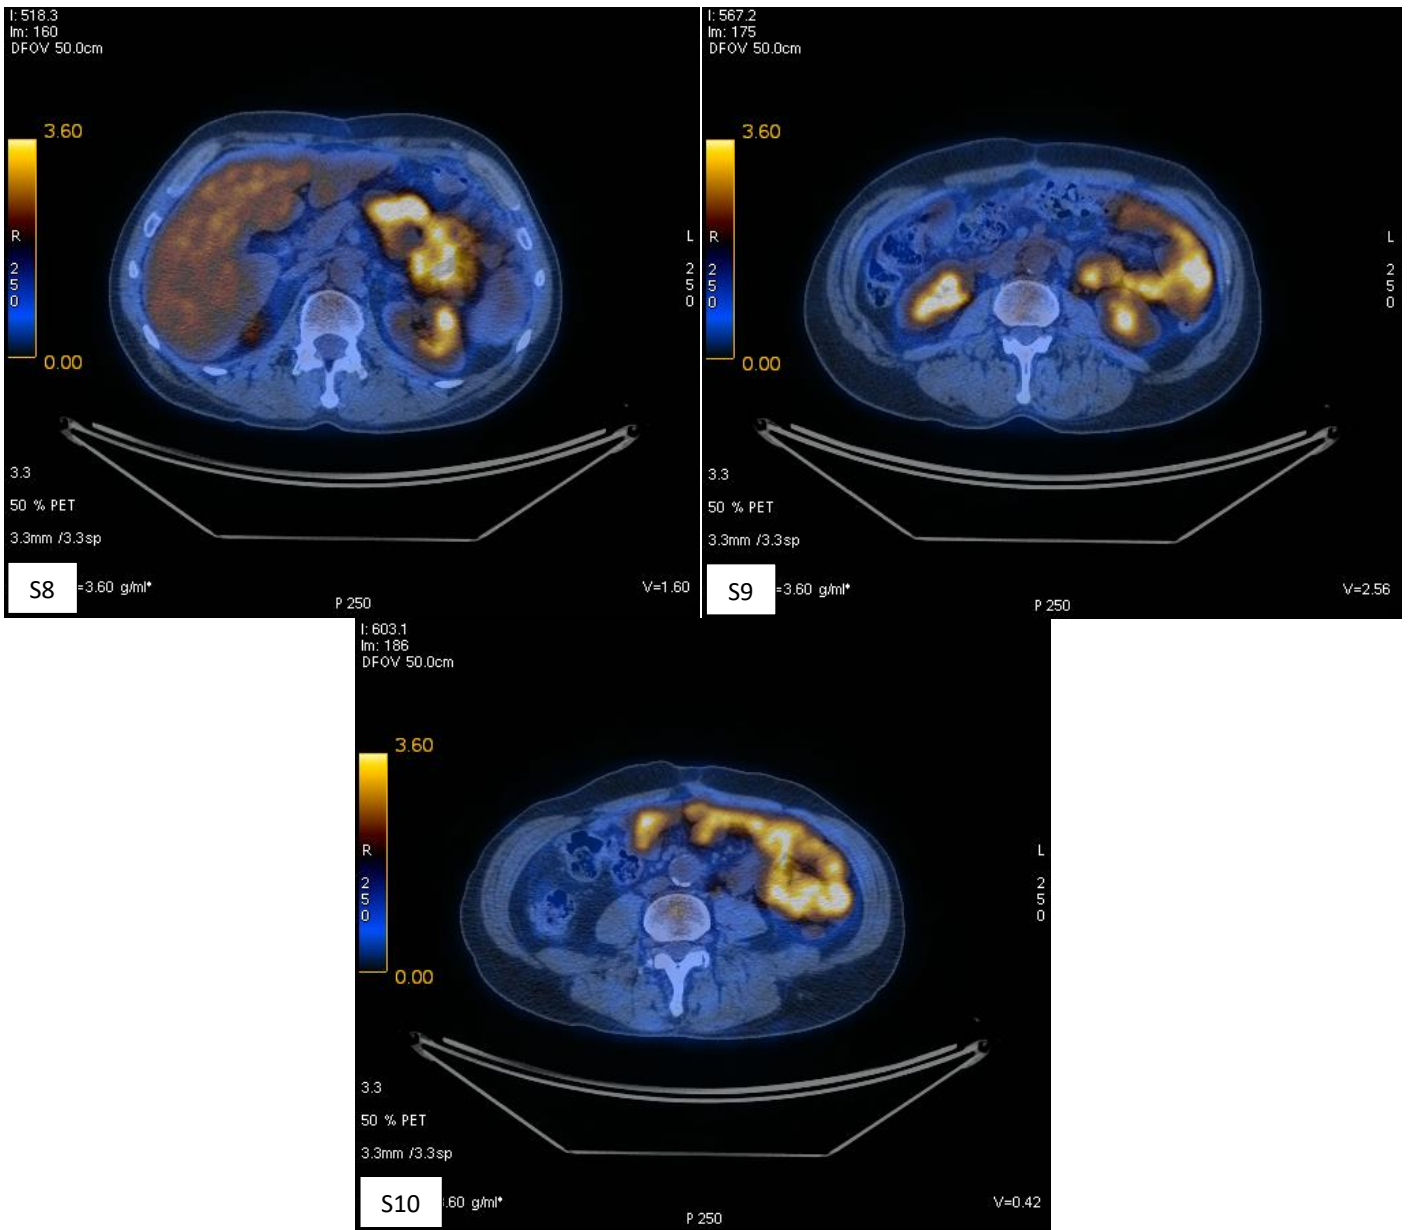 I: 518.3
Im: 160
DFOV 50.0cm
3.60
R
L
2
5
0
2
5
0
0.00
3.3
50 % PET
3.3mm /3.3sp
S8
=3.60 g/ml*
V=1.60
P 250
I: 567.2
Im: 175
DFOV 50.0cm
3.60
R
L
2
5
0
2
5
0
0.00
3.3
50 % PET
3.3mm /3.3sp
S9
=3.60 g/ml*
V=2.56
P 250
I: 603.1
Im: 186
DFOV 50.0cm
3.60
R
L
2
5
0
2
5
0
0.00
3.3
50 % PET
3.3mm /3.3sp
S10
.60 g/ml*
V=0.42
P 250